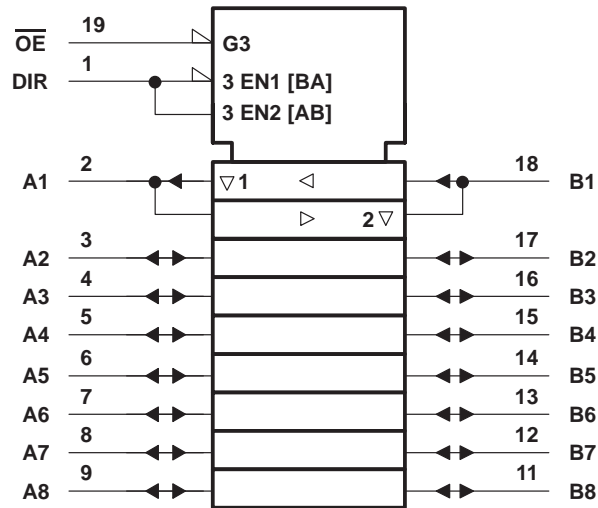 OE 19 G3
DIR 1 3 EN1 [BA]
3 EN2 [AB]
A1 2 ▽ 1 ◁ 18 B1
▷ 2 ▽
A2 3 17 B2
A3 4 16 B3
A4 5 15 B4
A5 6 14 B5
A6 7 13 B6
A7 8 12 B7
A8 9 11 B8